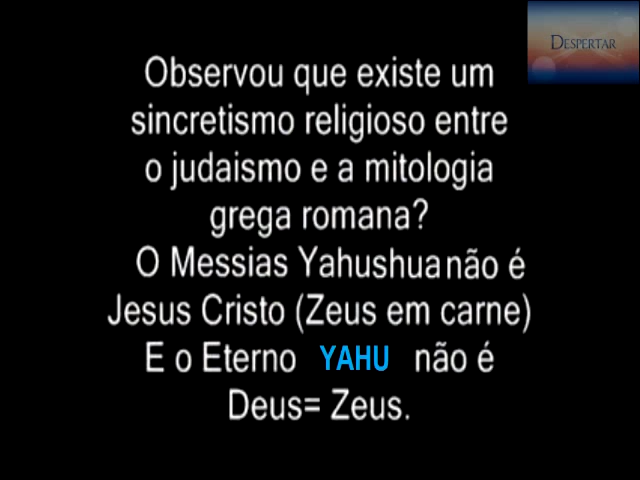 DESPERTAR
Observou que existe um
sincretismo religioso entre
o judaismo e a mitologia
grega romana?
O Messias Yahushua não é
Jesus Cristo (Zeus em carne)
E o Eterno YAHU não é
Deus= Zeus.